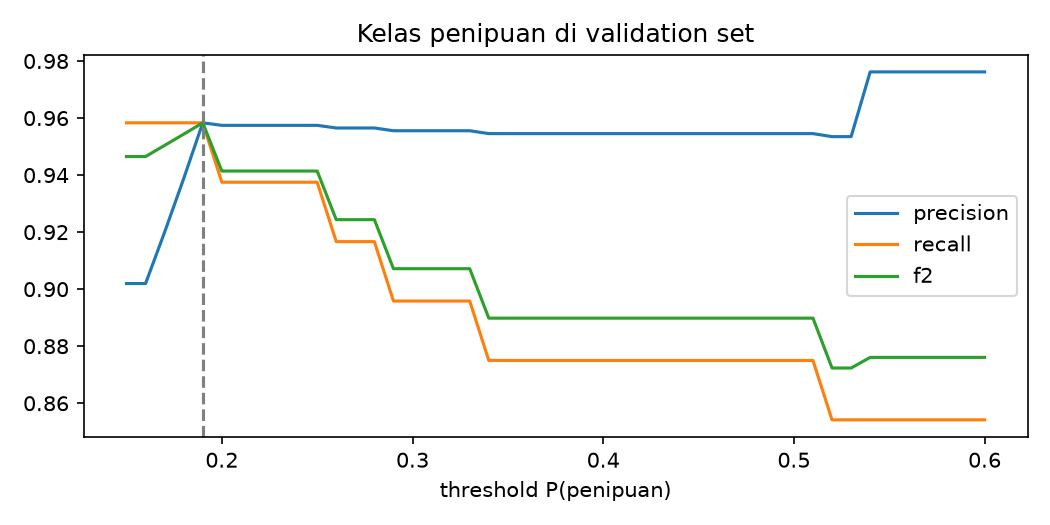 Kelas penipuan di validation set
0.98
0.96
0.94
0.92
0.90
0.88
0.86
precision
recall
f2
0.2 0.3 0.4 0.5 0.6
threshold P(penipuan)